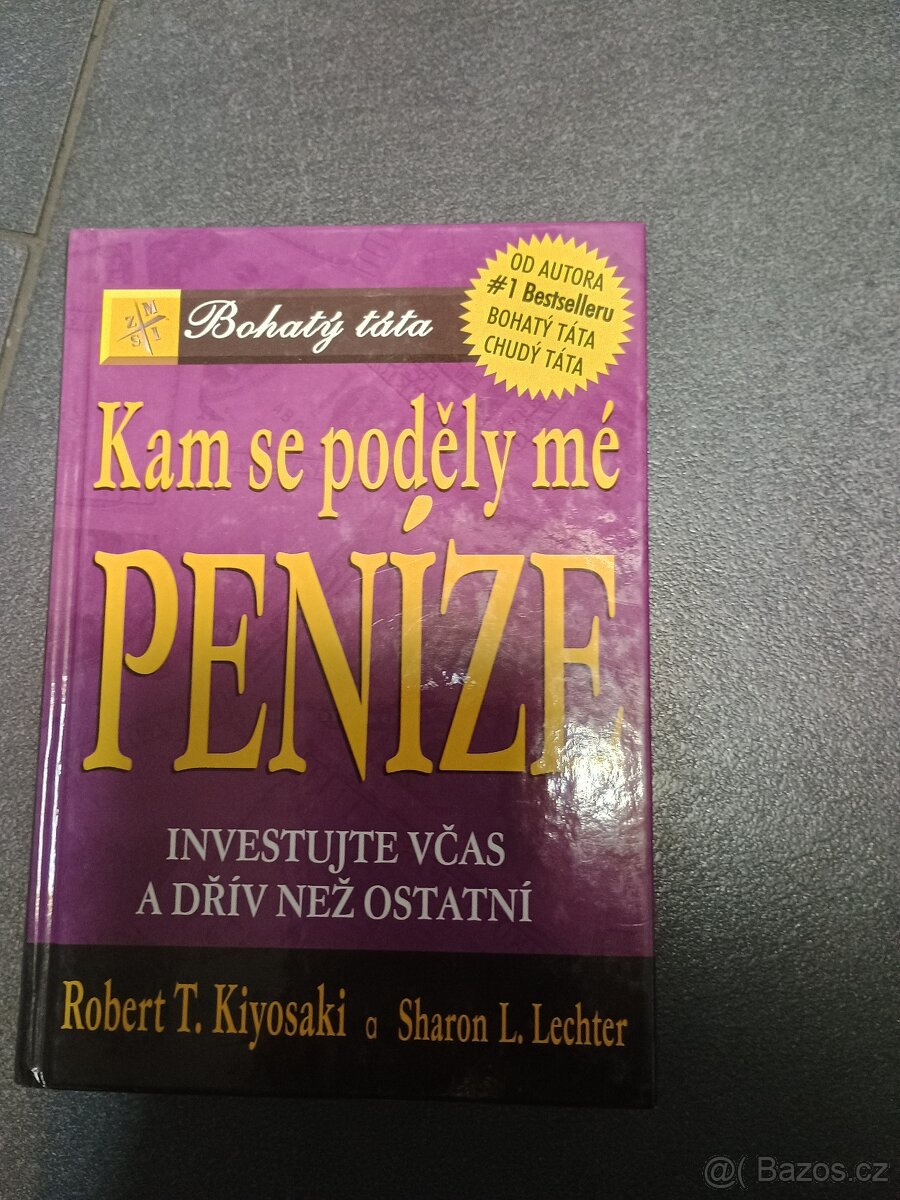 OD AUTORA
#1 Bestselleru
BOHATÝ TÁTA
CHUDÝ TÁTA
Z M
S I
Bohatý táta
Kam se poděly mé
PENÍZE
INVESTUJTE VČAS
A DŘÍV NEŽ OSTATNÍ
Robert T. Kiyosaki a Sharon L. Lechter
@( Bazos.cz